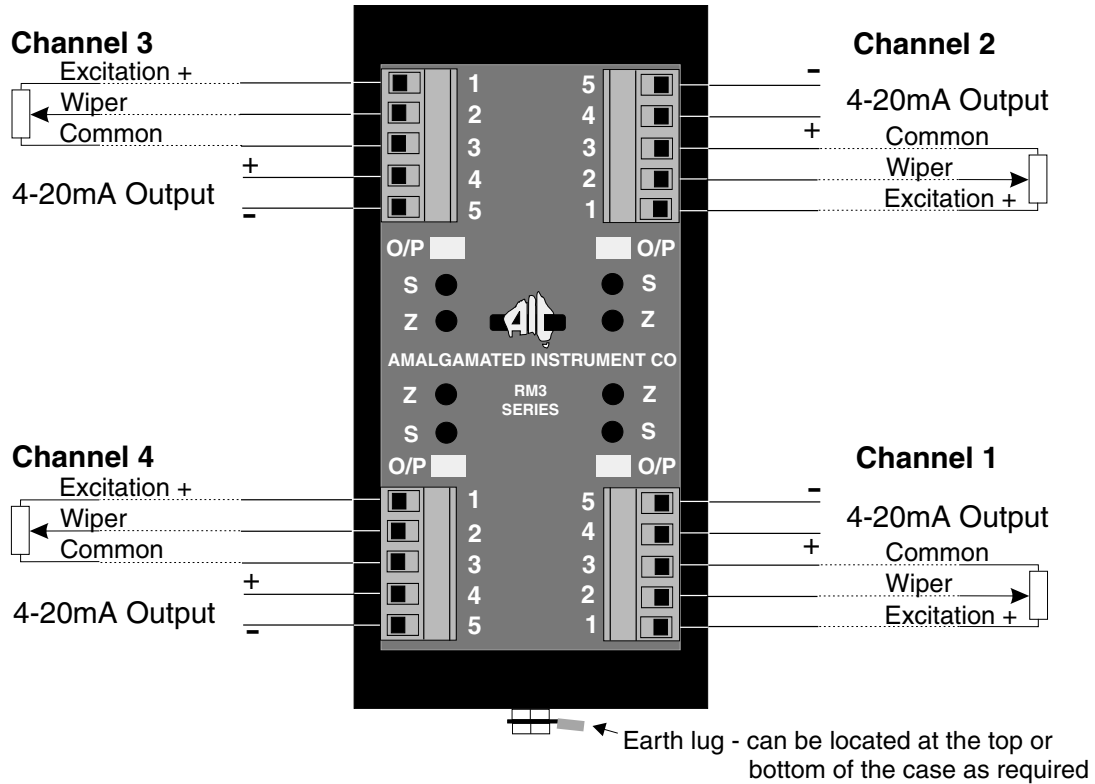 Channel 3
Excitation +
Wiper
Common
+
4-20mA Output
-
1
2
3
4
5
Channel 2
-
4-20mA Output
+
Common
Wiper
Excitation +
5
4
3
2
1
O/P O/P
S S
Z Z
AIC
AMALGAMATED INSTRUMENT CO
Z RM3 Z
SERIES
S S
O/P O/P
Channel 4
Excitation +
Wiper
Common
+
4-20mA Output
-
1
2
3
4
5
Channel 1
-
4-20mA Output
+
Common
Wiper
Excitation +
5
4
3
2
1
Earth lug - can be located at the top or
bottom of the case as required